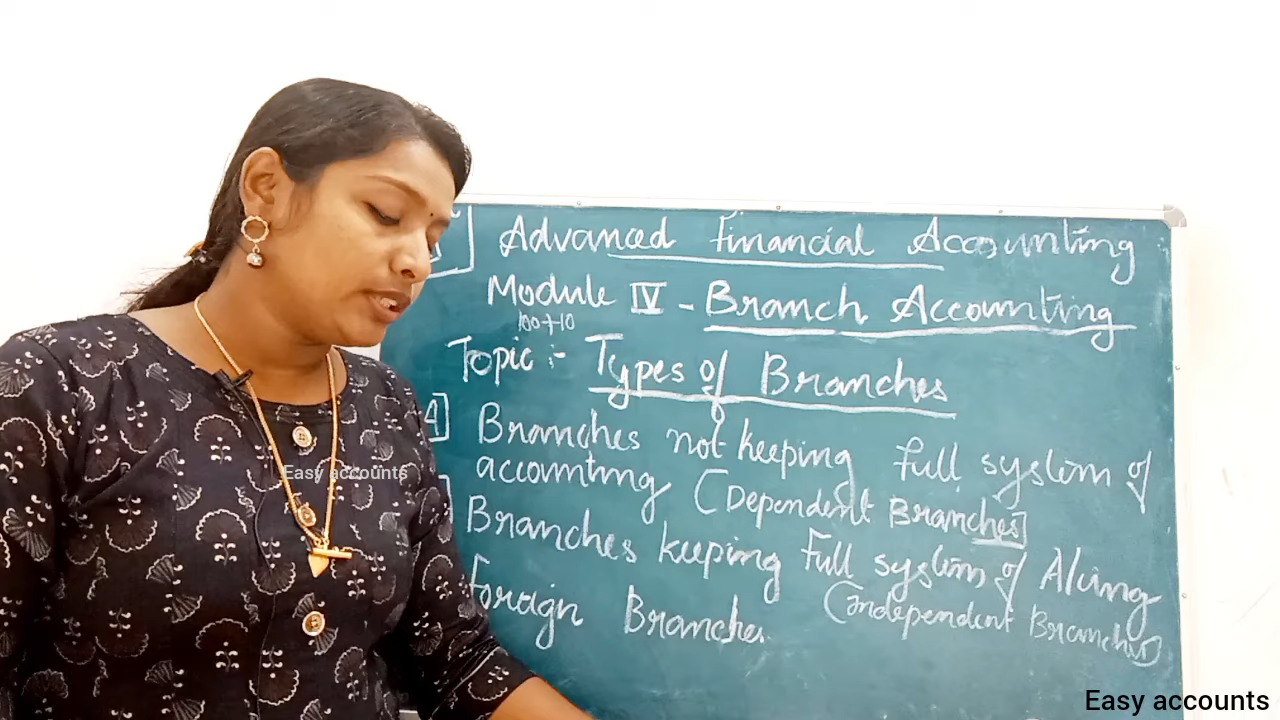 Advanced Financial Accounting
Module IV - Branch Accounting
100+10
Topic :- Types of Branches
A] Branches not keeping full system of
accounting (Dependent Branches]
Branches keeping Full system of A/cing
(Independent Branches)
Foreign Branches.
Easy accounts
Easy accounts